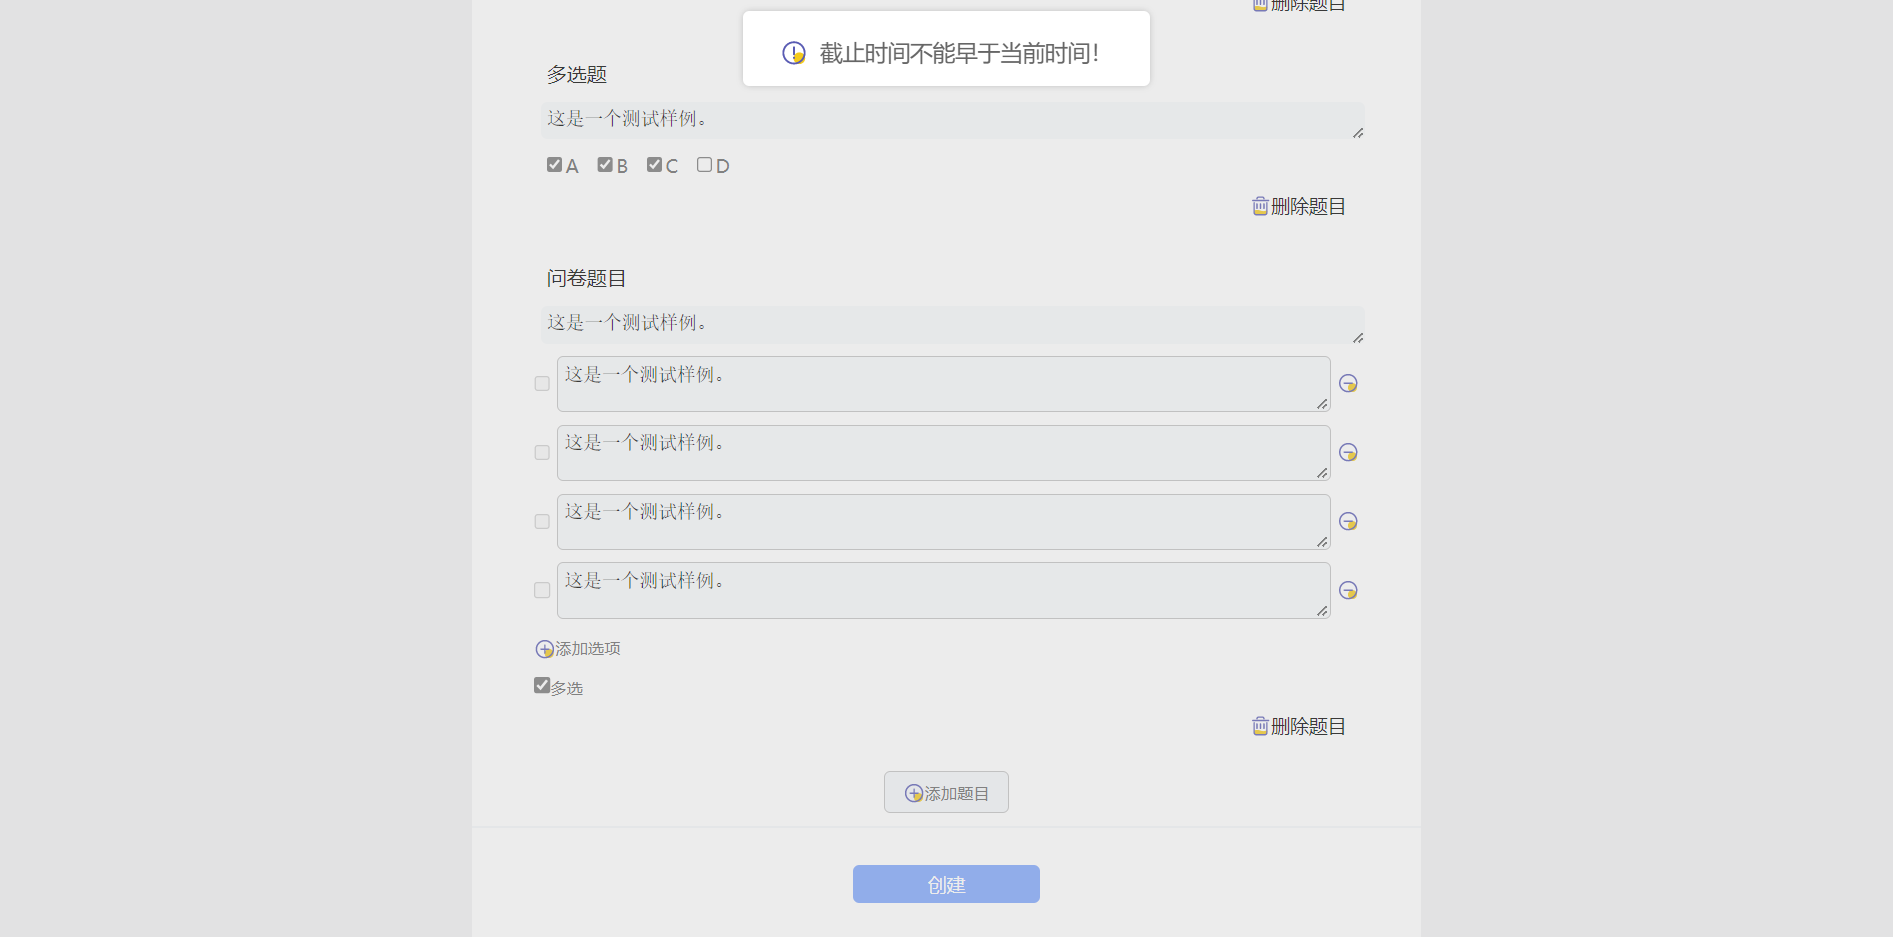 删除题目
截止时间不能早于当前时间!
多选题
这是一个测试样例。
A B C D
删除题目
问卷题目
这是一个测试样例。
这是一个测试样例。
这是一个测试样例。
这是一个测试样例。
这是一个测试样例。
添加选项
多选
删除题目
添加题目
创建